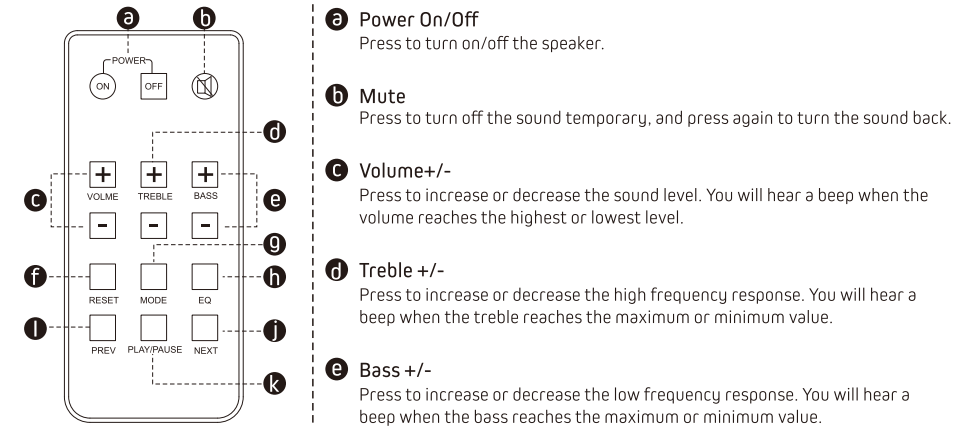 a b
POWER
ON OFF
d
+ + +
c VOLME TREBLE BASS e
- - -
g
f h
RESET MODE EQ
l j
PREV PLAY/PAUSE NEXT
k
a Power On/Off
Press to turn on/off the speaker.
b Mute
Press to turn off the sound temporary, and press again to turn the sound back.
c Volume+/-
Press to increase or decrease the sound level. You will hear a beep when the
volume reaches the highest or lowest level.
d Treble +/-
Press to increase or decrease the high frequency response. You will hear a
beep when the treble reaches the maximum or minimum value.
e Bass +/-
Press to increase or decrease the low frequency response. You will hear a
beep when the bass reaches the maximum or minimum value.